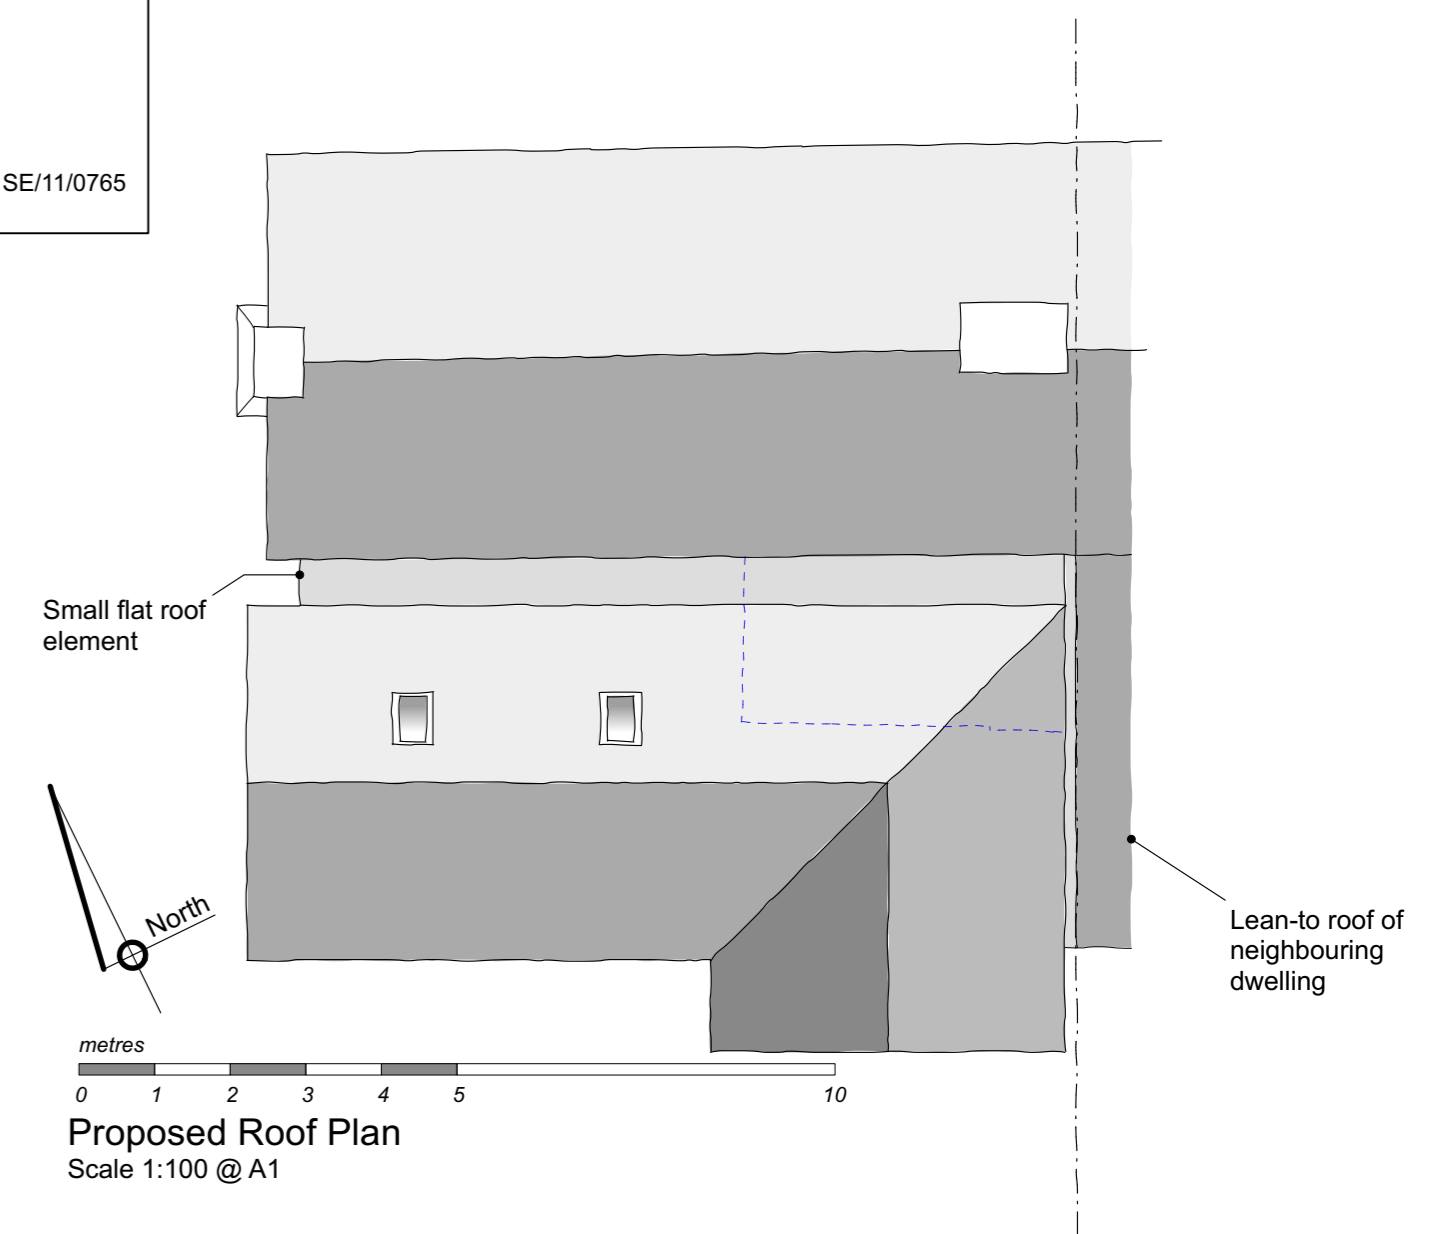 SE/11/0765
Small flat roof
element
North
Lean-to roof of
neighbouring
dwelling
metres
0 1 2 3 4 5 10
Proposed Roof Plan
Scale 1:100 @ A1